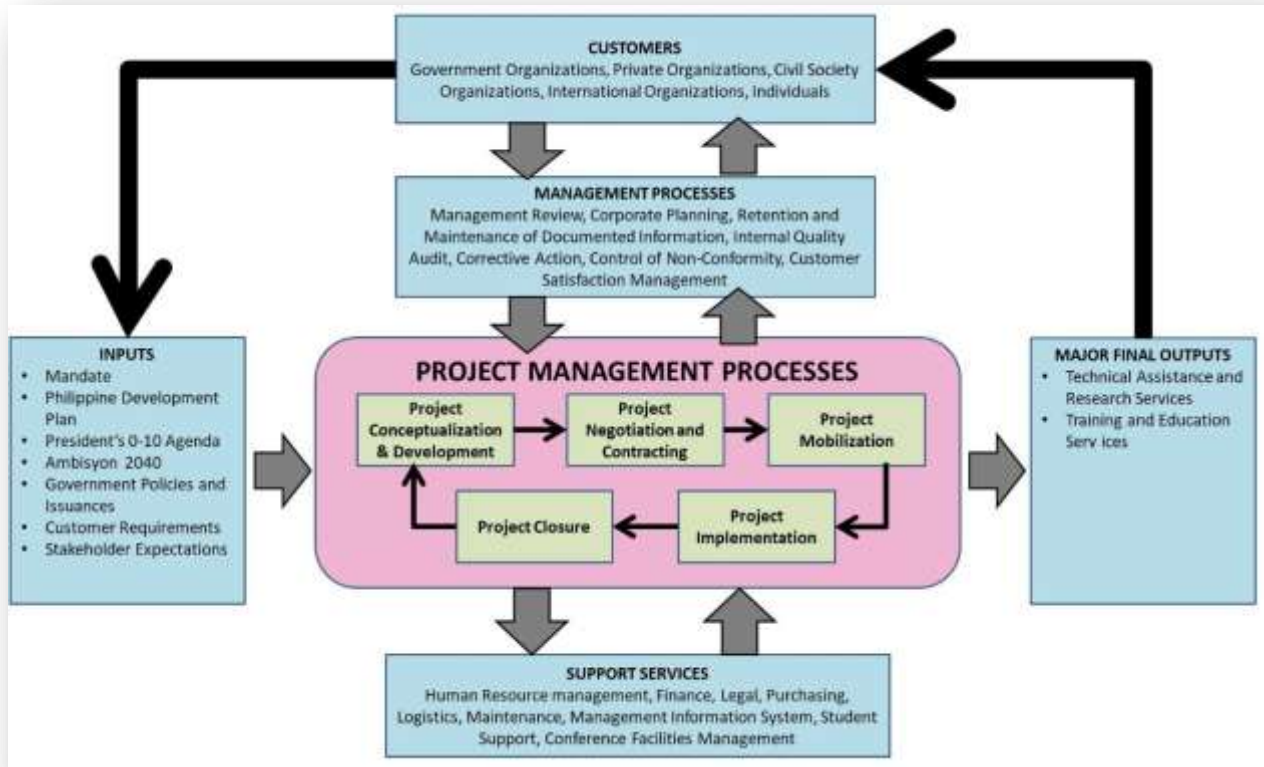 CUSTOMERS
Government Organizations, Private Organizations, Civil Society
Organizations, International Organizations, Individuals
MANAGEMENT PROCESSES
Management Review, Corporate Planning, Retention and
Maintenance of Documented Information, Internal Quality
Audit, Corrective Action, Control of Non-Conformity, Customer
Satisfaction Management
INPUTS
• Mandate
• Philippine Development
Plan
• President's 0-10 Agenda
• Ambisyon 2040
• Government Policies and
Issuances
• Customer Requirements
• Stakeholder Expectations
PROJECT MANAGEMENT PROCESSES
Project
Conceptualization
& Development
Project
Negotiation and
Contracting
Project
Mobilization
Project Closure
Project
Implementation
MAJOR FINAL OUTPUTS
• Technical Assistance and
Research Services
• Training and Education
Serv ices
SUPPORT SERVICES
Human Resource management, Finance, Legal, Purchasing,
Logistics, Maintenance, Management Information System, Student
Support, Conference Facilities Management